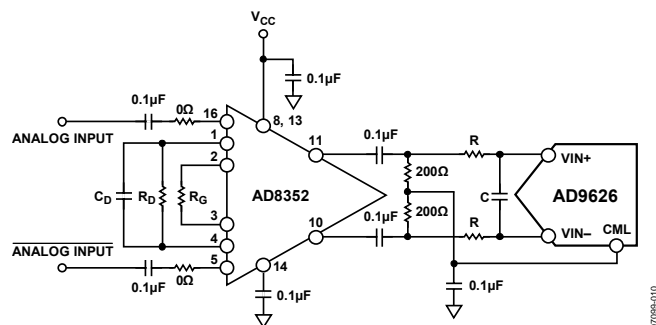 VCC
0.1µF
0.1µF
0Ω
16
8, 13
ANALOG INPUT
1
11
0.1µF
R
2
VIN+
200Ω
CD
RD
RG
AD8352
C
AD9626
200Ω
3
0.1µF
10
R
VIN–
CML
4
ANALOG INPUT
5
14
0.1µF
0Ω
0.1µF
0.1µF